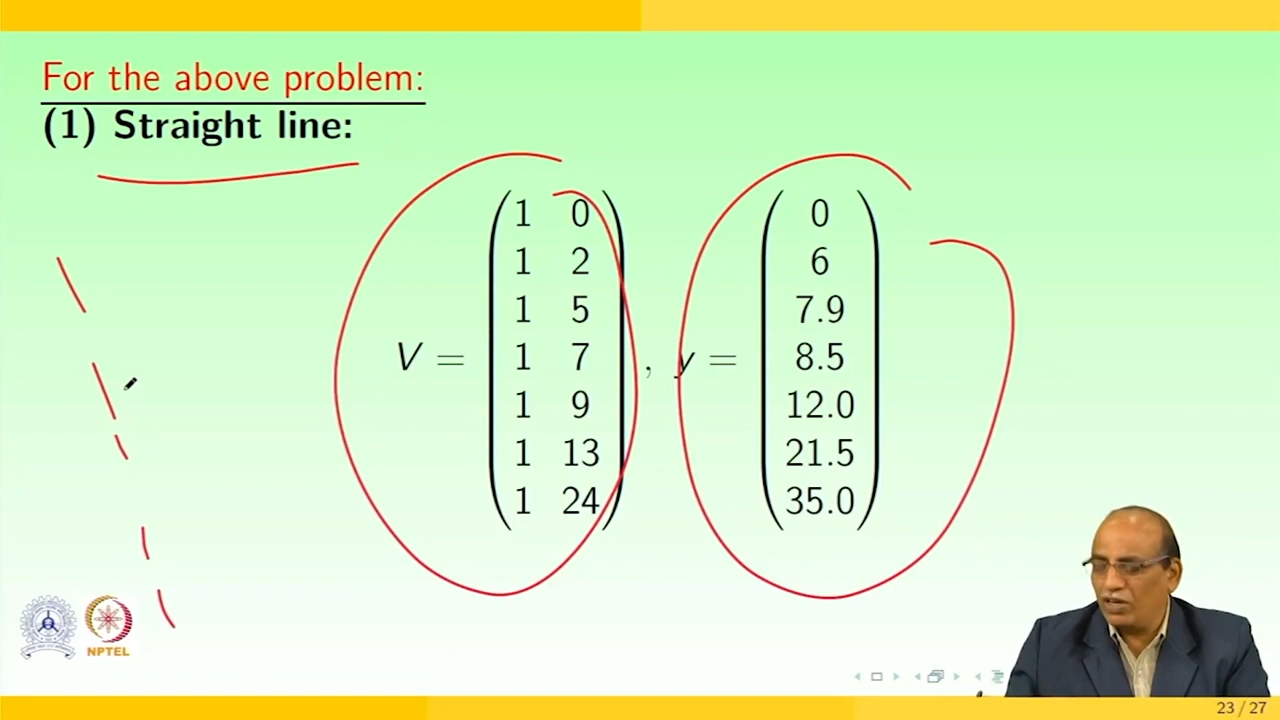 For the above problem:
(1) Straight line:
V = ( 1 0 ) , y = ( 0 )
1 2 6
1 5 7.9
1 7 8.5
1 9 12.0
1 13 21.5
1 24 35.0
NPTEL
23 / 27